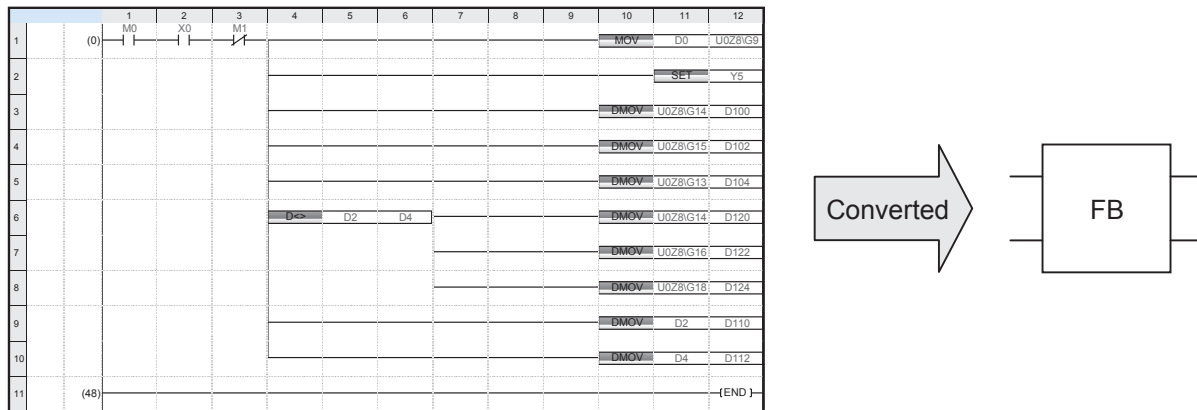 1 2 3 4 5 6 7 8 9 10 11 12
M0 X0 M1
1 (0) MOV D0 U0Z8\G9
2 SET Y5
3 DMOV U0Z8\G14 D100
4 DMOV U0Z8\G15 D102
5 DMOV U0Z8\G13 D104
6 D<> D2 D4 DMOV U0Z8\G14 D120
7 DMOV U0Z8\G16 D122
8 DMOV U0Z8\G18 D124
9 DMOV D2 D110
10 DMOV D4 D112
11 (48) END
Converted
FB